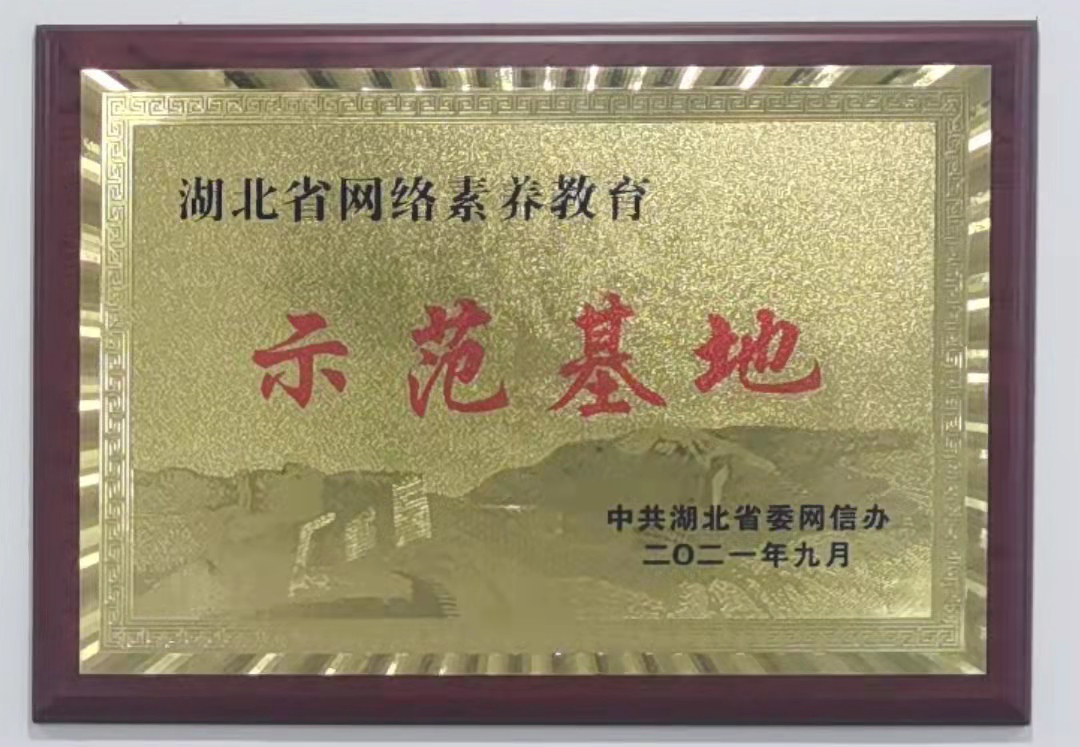 湖北省网络素养教育
示范基地
中共湖北省委网信办
二〇二一年九月